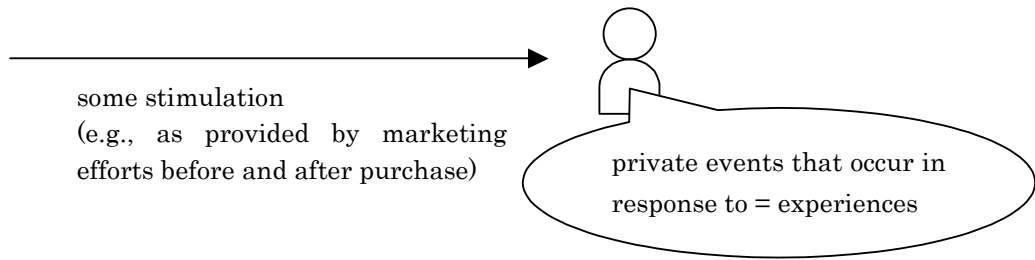 some stimulation
(e.g., as provided by marketing
efforts before and after purchase)
private events that occur in
response to = experiences